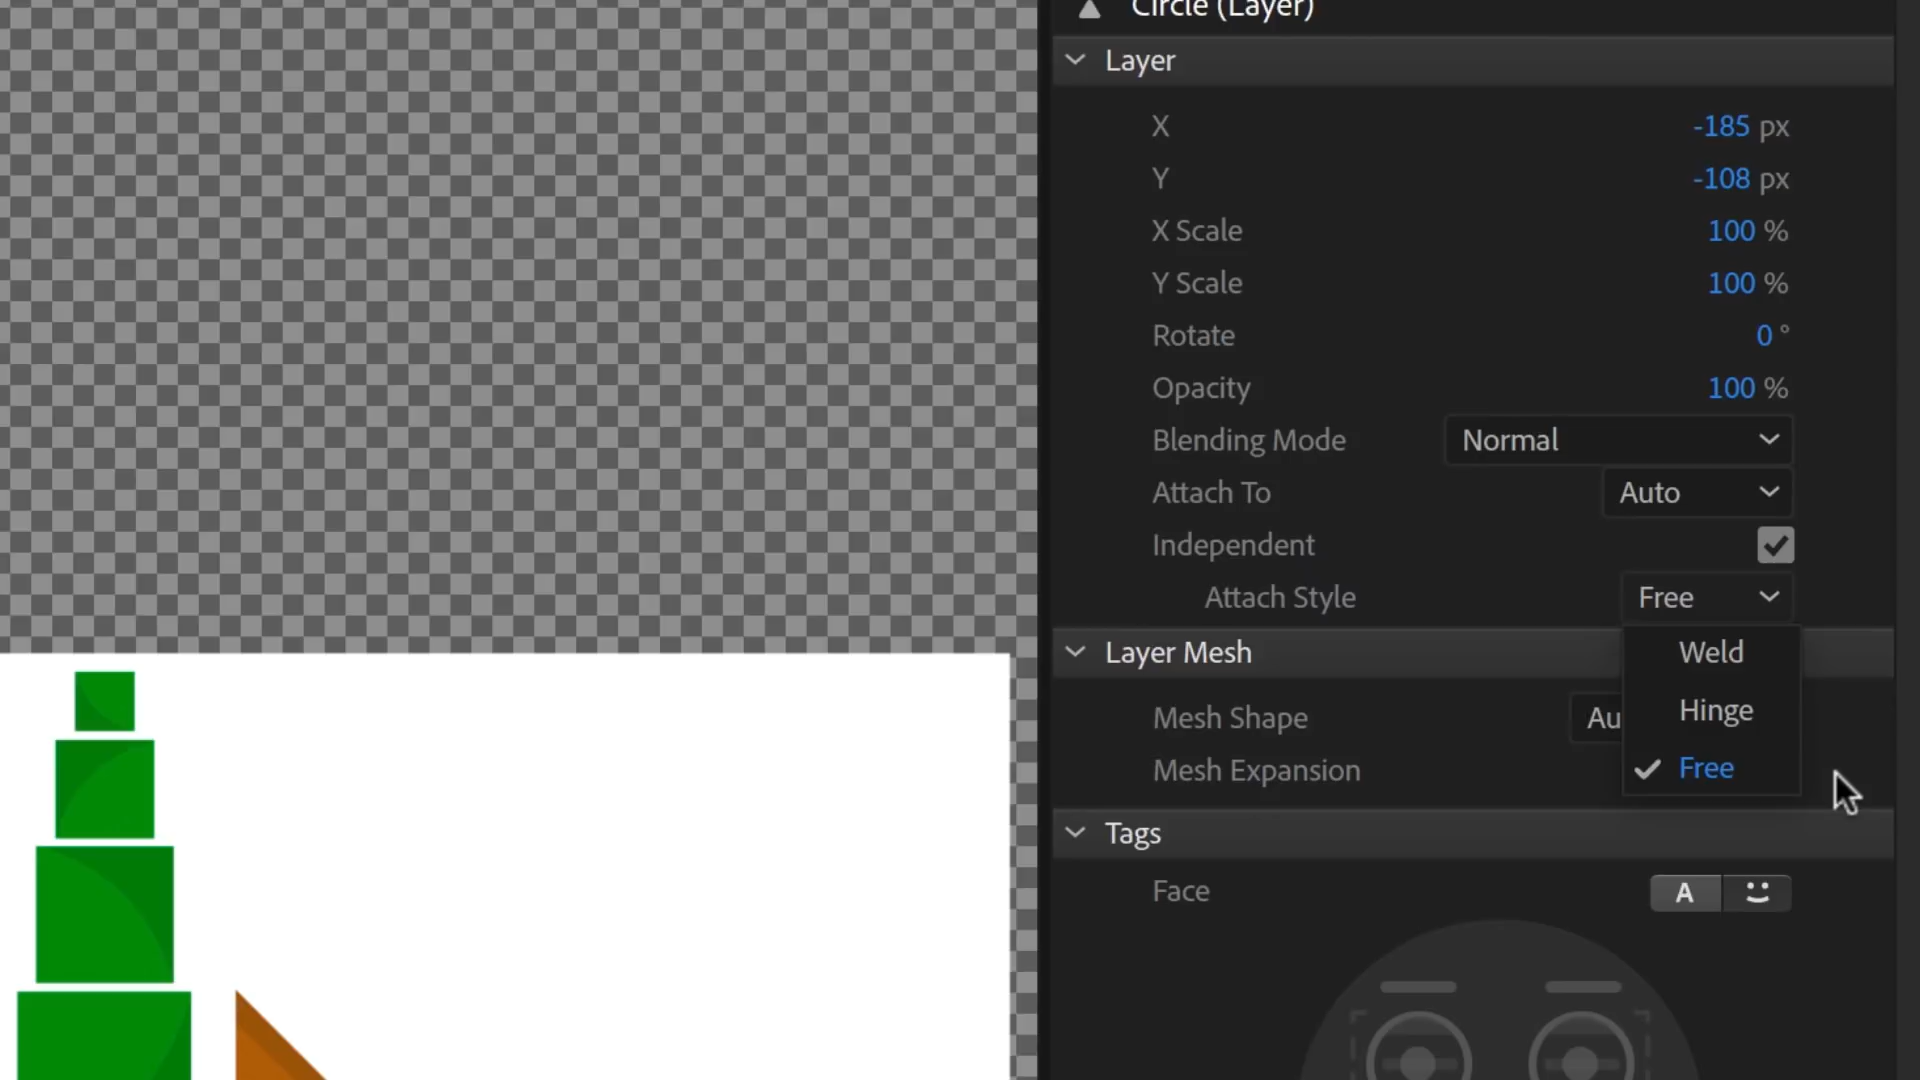 Circle (Layer)
Layer
X -185 px
Y -108 px
X Scale 100 %
Y Scale 100 %
Rotate 0 °
Opacity 100 %
Blending Mode Normal
Attach To Auto
Independent
Attach Style Free
Layer Mesh
Weld
Hinge
Free
Mesh Shape Au
Mesh Expansion
Tags
Face A